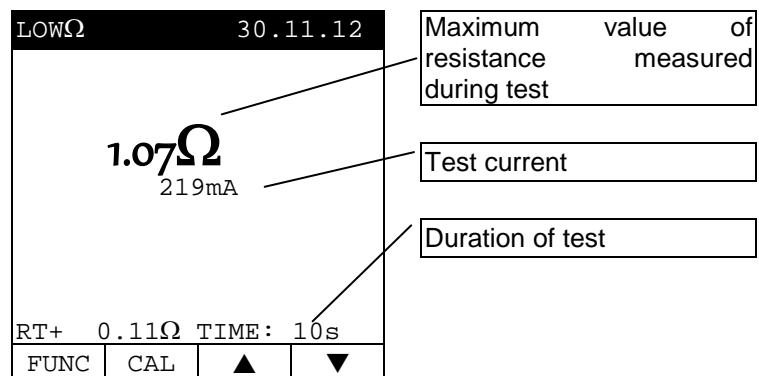 LOWΩ 30.11.12
1.07Ω
219mA
RT+ 0.11Ω TIME: 10s
FUNC CAL ▲ ▼
Maximum value of
resistance measured
during test
Test current
Duration of test